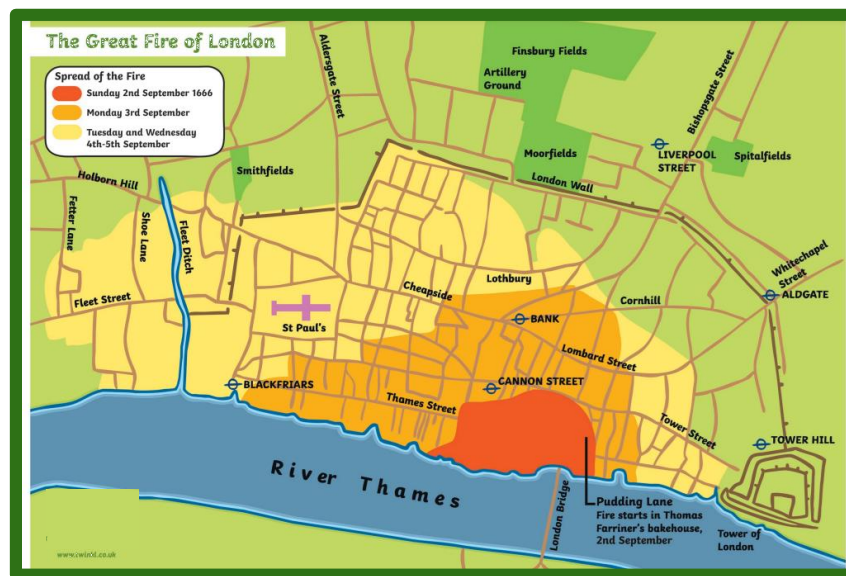 The Great Fire of London
Spread of the Fire
Sunday 2nd September 1666
Monday 3rd September
Tuesday and Wednesday
4th-5th September
Aldersgate Street
Finsbury Fields
Artillery
Ground
Bishopsgate Street
Moorfields
LIVERPOOL
STREET
Spitalfields
Smithfields
London Wall
Holborn Hill
Fetter Lane
Shoe Lane
Fleet Ditch
Whitechapel
Street
Lothbury
Cheapside
Cornhill
ALDGATE
Fleet Street
St Paul's
BANK
Lombard Street
BLACKFRIARS
CANNON STREET
Thames Street
Tower Street
TOWER HILL
River Thames
London Bridge
Pudding Lane
Fire starts in Thomas
Farriner's bakehouse,
2nd September
Tower of
London